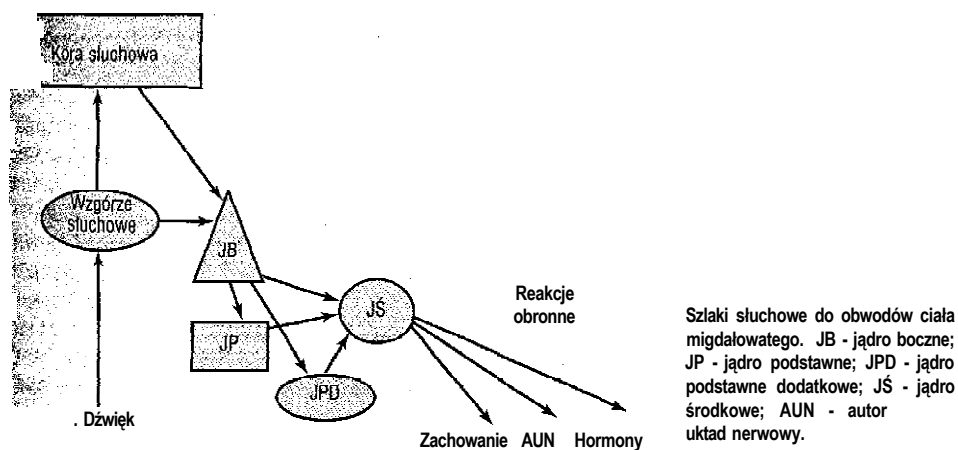 Kora słuchowa
Wzgórze
słuchowe
JB
JP
JPD
JŚ
. Dźwięk
Reakcje
obronne
Zachowanie AUN Hormony
Szlaki słuchowe do obwodów ciała
migdałowatego. JB - jądro boczne;
JP - jądro podstawne; JPD - jądro
podstawne dodatkowe; JŚ - jądro
środkowe; AUN - autor
uktad nerwowy.